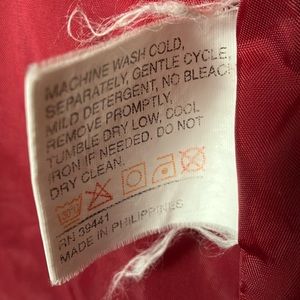 MACHINE WASH COLD,
SEPARATELY, GENTLE CYCLE,
MILD DETERGENT, NO BLEACH
REMOVE PROMPTLY,
TUMBLE DRY LOW, COOL
IRON IF NEEDED. DO NOT
DRY CLEAN.
RN 39441
MADE IN PHILIPPINES